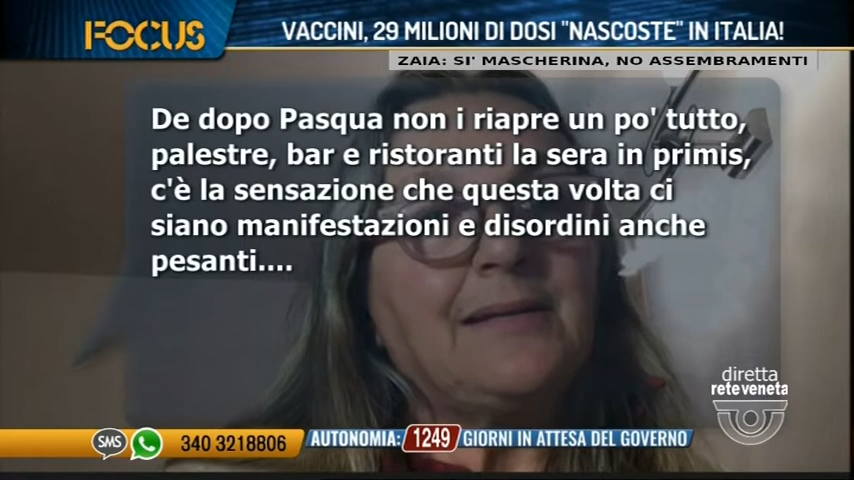 FOCUS
VACCINI, 29 MILIONI DI DOSI "NASCOSTE" IN ITALIA!
ZAIA: SI' MASCHERINA, NO ASSEMBRAMENTI
De dopo Pasqua non i riapre un po' tutto,
palestre, bar e ristoranti la sera in primis,
c'è la sensazione che questa volta ci
siano manifestazioni e disordini anche
pesanti....
diretta
reteveneta
SMS 340 3218806 AUTONOMIA: 1249 GIORNI IN ATTESA DEL GOVERNO